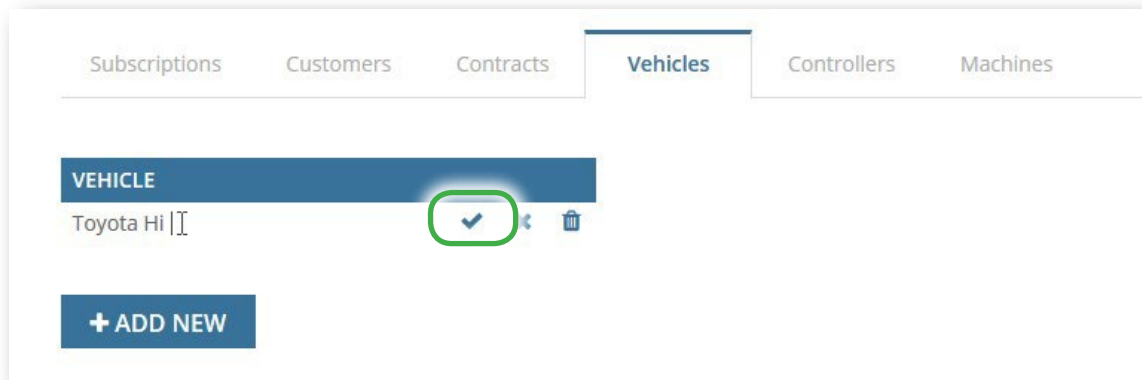 Subscriptions Customers Contracts Vehicles Controllers Machines
VEHICLE
Toyota Hi
+ ADD NEW